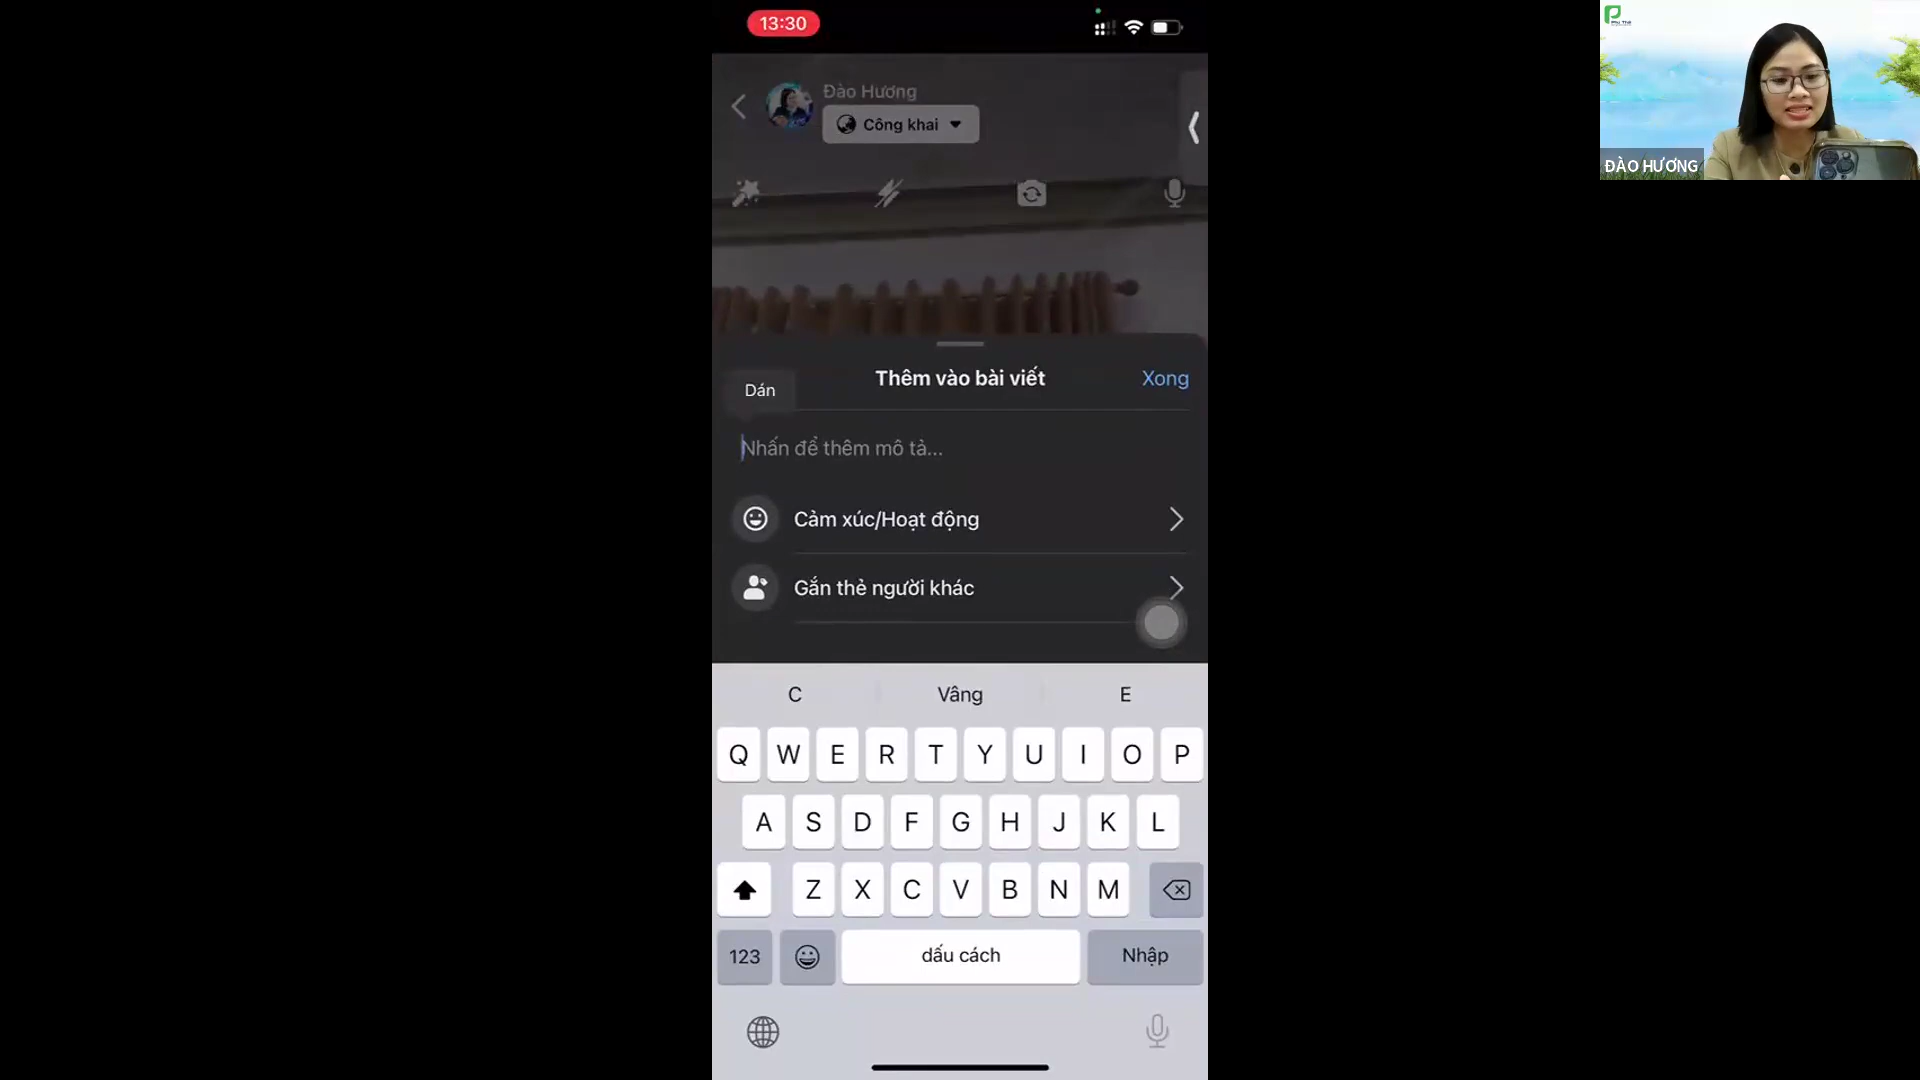 13:30
Đào Hương
Công khai
Thêm vào bài viết
Xong
Dán
Nhấn để thêm mô tả...
Cảm xúc/Hoạt động
Gắn thẻ người khác
C Vâng E
Q W E R T Y U I O P
A S D F G H J K L
Z X C V B N M
123 dấu cách Nhập
ĐÀO HƯƠNG